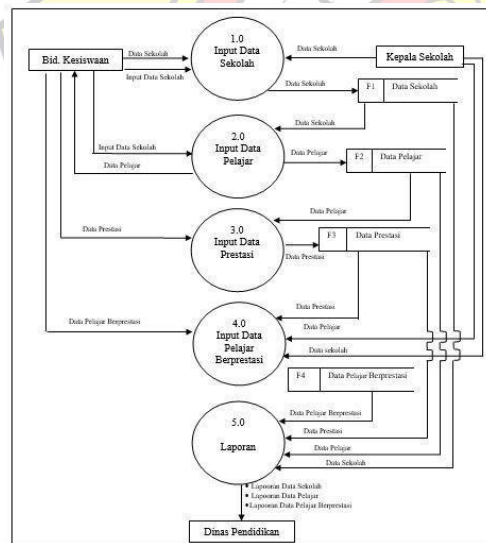 1.0
Input Data
Sekolah
Bid. Kesiswaan
Data Sekolah
Input Data Sekolah
Data Sekolah
Kepala Sekolah
Data Sekolah
F1 Data Sekolah
Data Sekolah
2.0
Input Data
Pelajar
Input Data Sekolah
Data Pelajar
Data Pelajar
F2 Data Pelajar
Data Pelajar
3.0
Input Data
Prestasi
Data Prestasi
F3 Data Prestasi
Data Prestasi
Data Prestasi
4.0
Input Data
Pelajar
Berprestasi
Data Pelajar Berprestasi
Data Pelajar
Data sekolah
F4 Data Pelajar Berprestasi
5.0
Laporan
Data Pelajar Berprestasi
Data Prestasi
Data Pelajar
Data Sekolah
• Lapooran Data Sekolah
• Lapooran Data Pelajar
• Lapooran Data Pelajar Berprestasi
Dinas Pendidikan